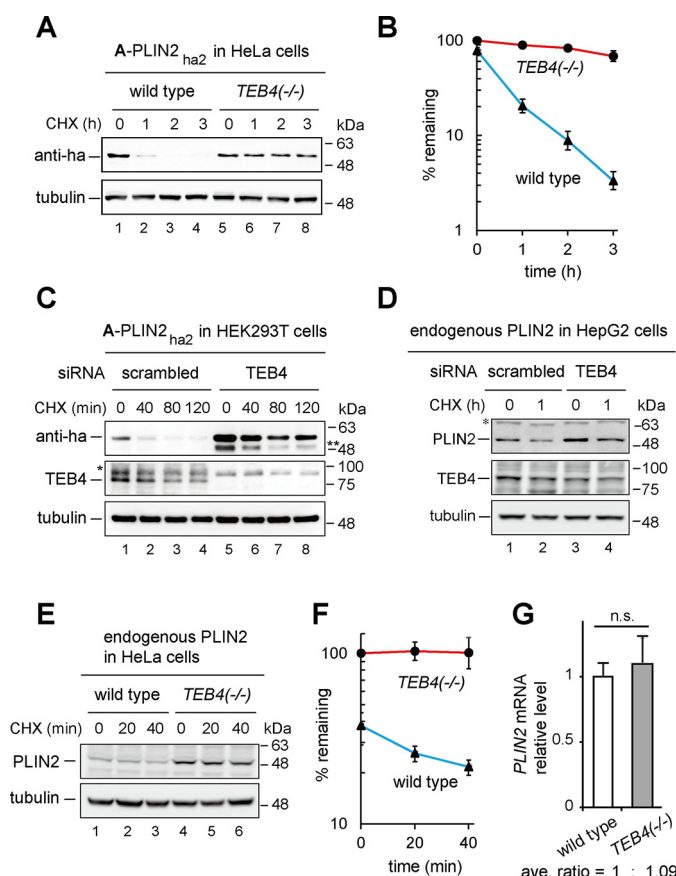 A
A-PLIN2ha2 in HeLa cells
wild type TEB4(-/-)
CHX (h) 0 1 2 3 0 1 2 3 kDa
anti-ha
63
48
tubulin
48
1 2 3 4 5 6 7 8
B
100
10
1
% remaining
TEB4(-/-)
wild type
0 1 2 3
time (h)
C
A-PLIN2ha2 in HEK293T cells
siRNA scrambled TEB4
CHX (min) 0 40 80 120 0 40 80 120 kDa
anti-ha
63
**
48
*
TEB4
100
75
tubulin
48
1 2 3 4 5 6 7 8
D
endogenous PLIN2 in HepG2 cells
siRNA scrambled TEB4
CHX (h) 0 1 0 1 kDa
*
63
PLIN2
48
TEB4
100
75
tubulin
48
1 2 3 4
E
endogenous PLIN2
in HeLa cells
wild type TEB4(-/-)
CHX (min) 0 20 40 0 20 40 kDa
PLIN2
63
48
tubulin
48
1 2 3 4 5 6
F
100
10
% remaining
TEB4(-/-)
wild type
0 20 40
time (min)
G
n.s.
PLIN2 mRNA
relative level
1
0.5
0
wild type
TEB4(-/-)
ave. ratio = 1 : 1.09